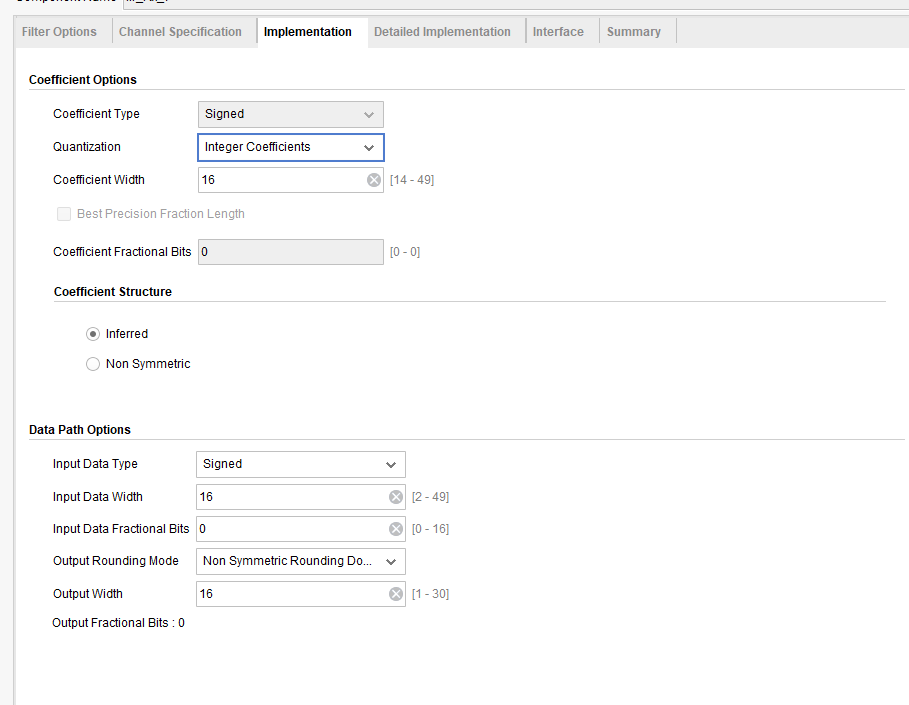 Component Name
Filter Options Channel Specification Implementation Detailed Implementation Interface Summary
Coefficient Options
Coefficient Type Signed
Quantization Integer Coefficients
Coefficient Width 16 [14 - 49]
Best Precision Fraction Length
Coefficient Fractional Bits 0 [0 - 0]
Coefficient Structure
Inferred
Non Symmetric
Data Path Options
Input Data Type Signed
Input Data Width 16 [2 - 49]
Input Data Fractional Bits 0 [0 - 16]
Output Rounding Mode Non Symmetric Rounding Do...
Output Width 16 [1 - 30]
Output Fractional Bits : 0